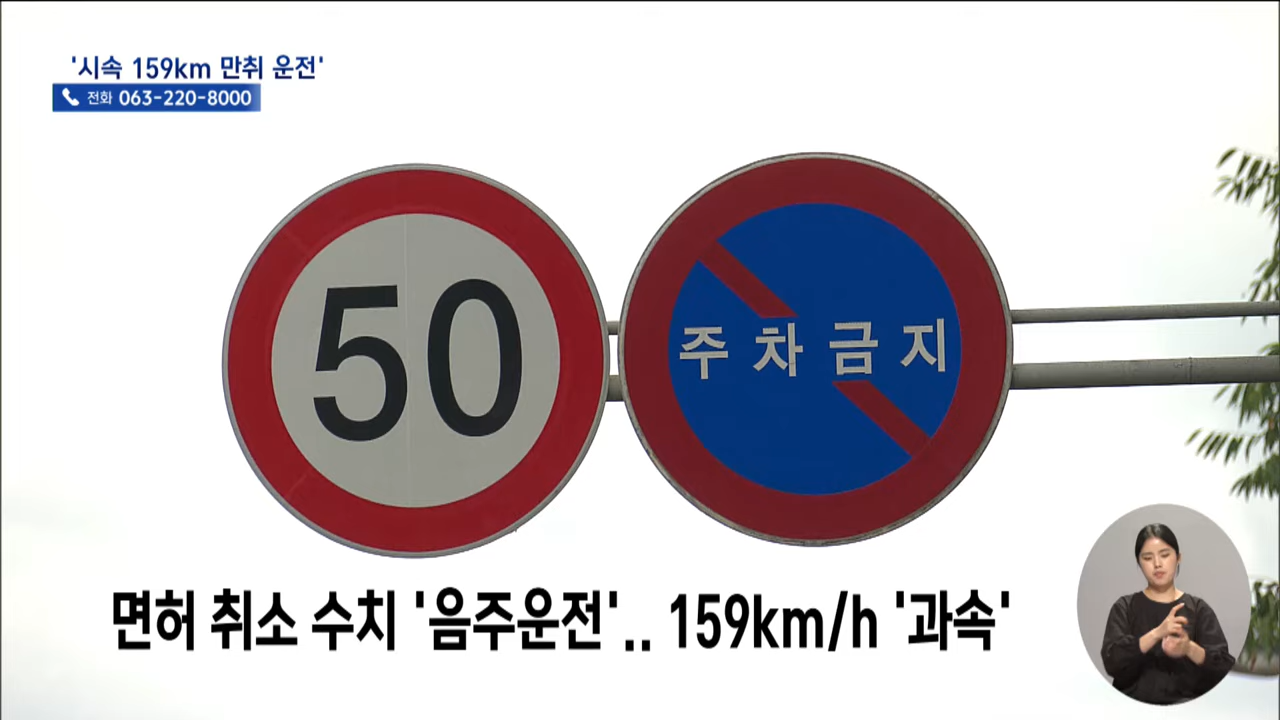 '시속 159km 만취 운전'
전화 063-220-8000
50
주차금지
면허 취소 수치 '음주운전'.. 159km/h '과속'